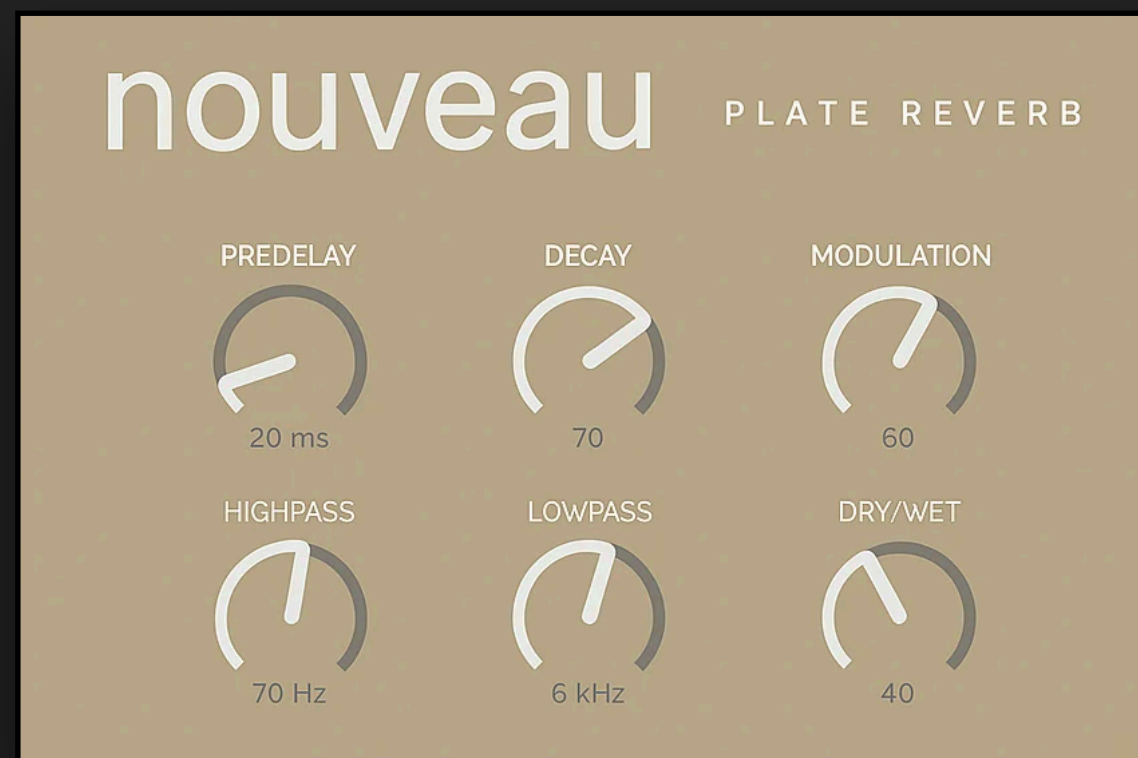 nouveau PLATE REVERB
PREDELAY DECAY MODULATION
20 ms 70 60
HIGHPASS LOWPASS DRY/WET
70 Hz 6 kHz 40